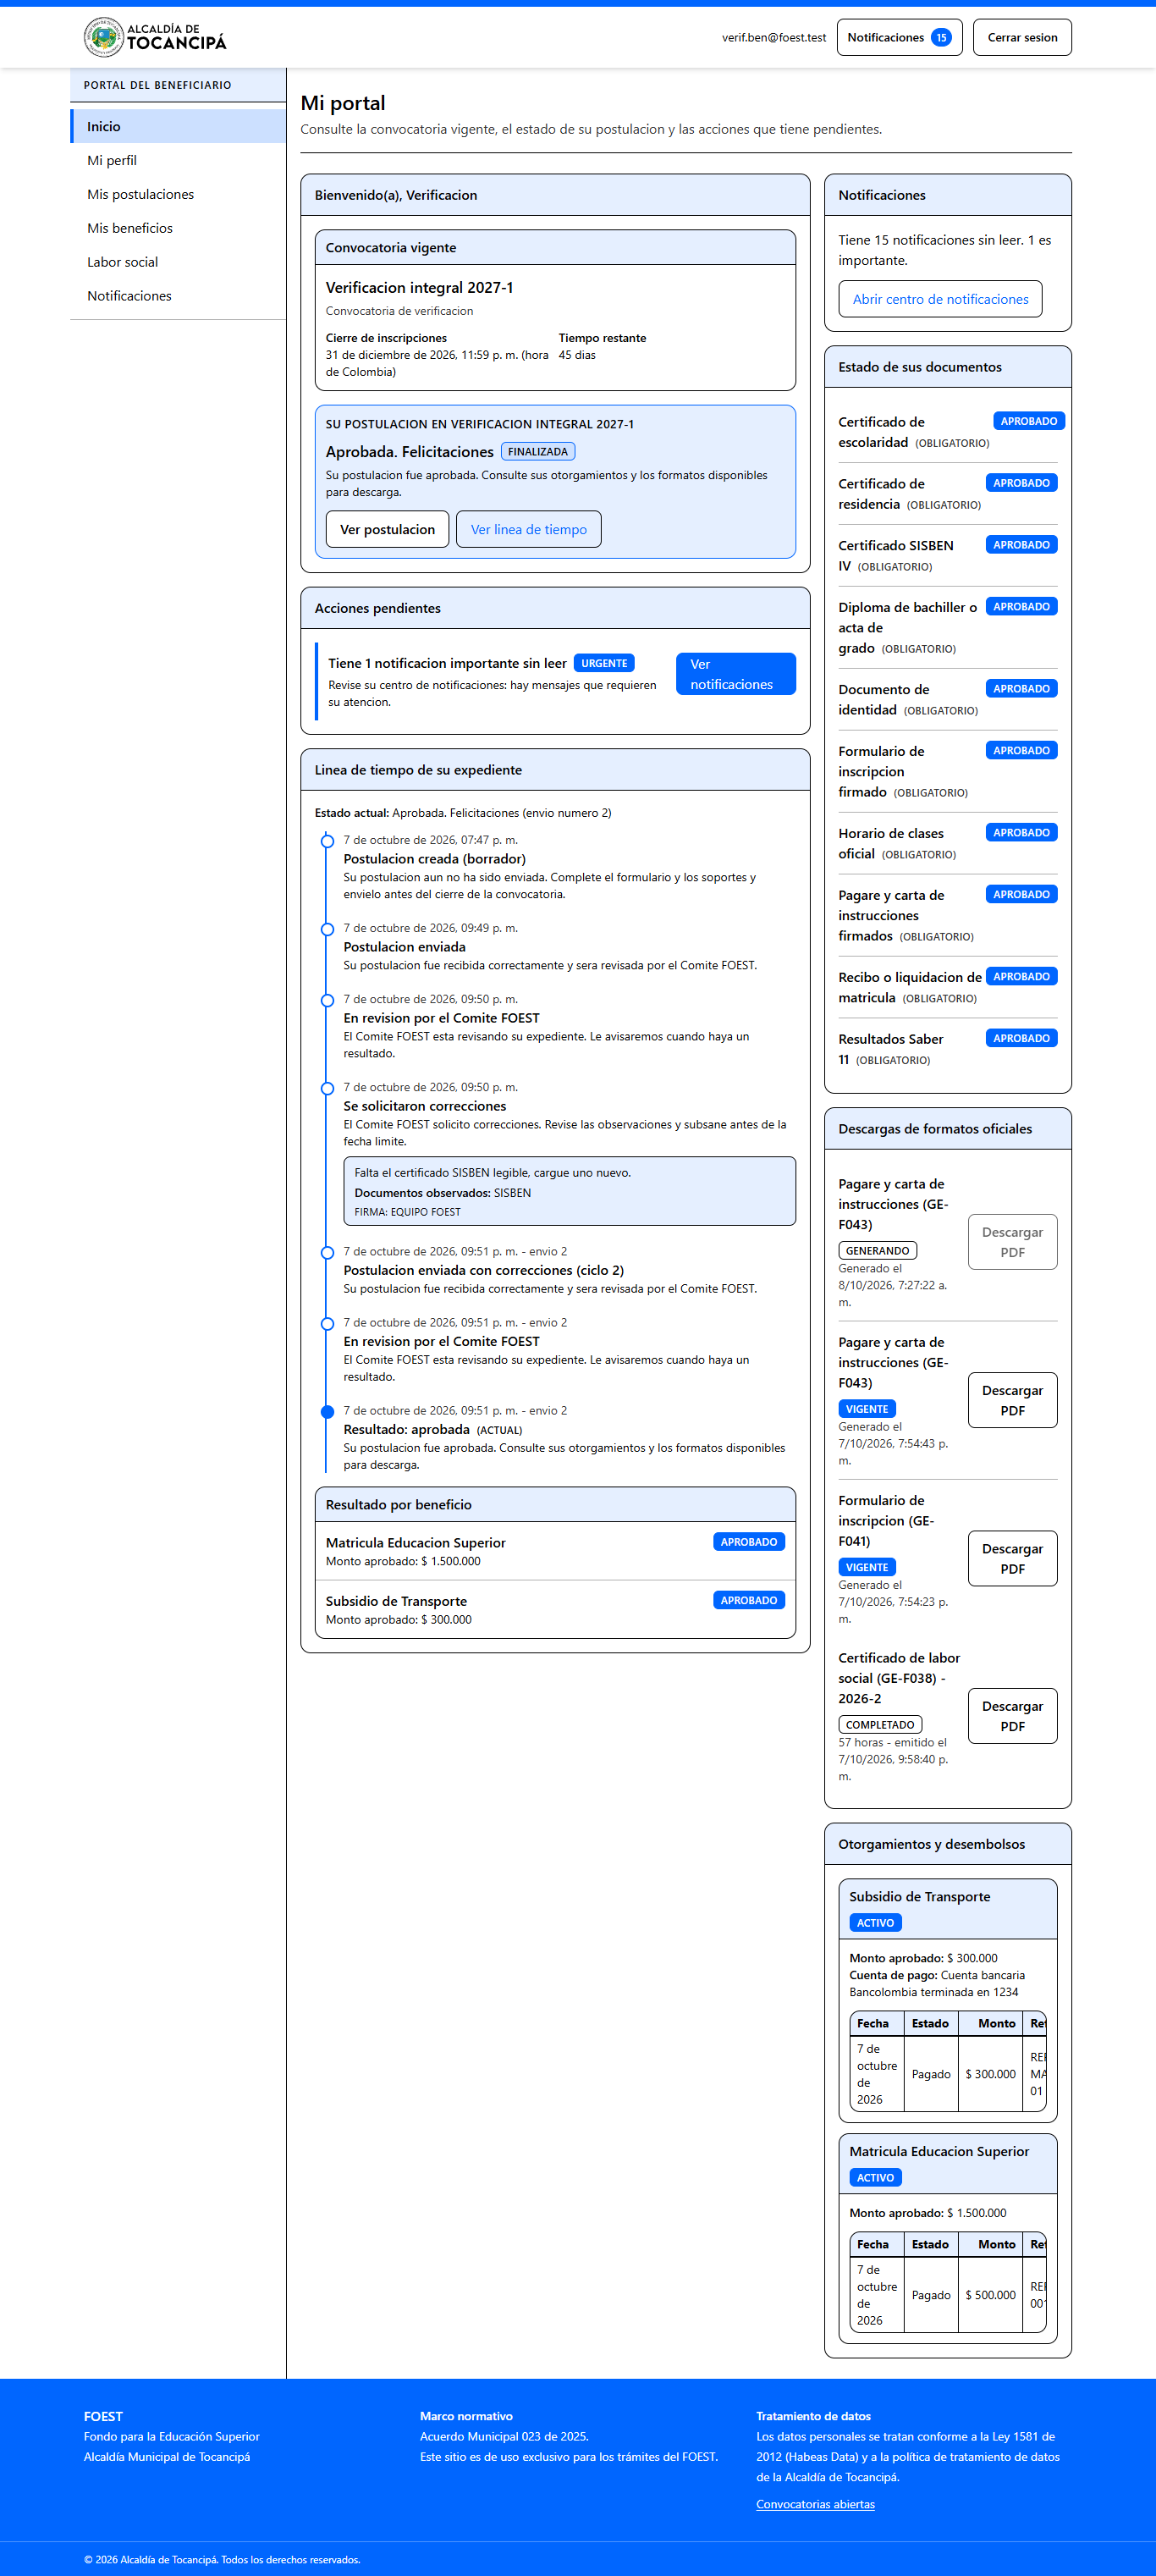 ALCALDÍA DE
TOCANCIPÁ
verif.ben@foest.test
Notificaciones 15
Cerrar sesion
PORTAL DEL BENEFICIARIO
Inicio
Mi perfil
Mis postulaciones
Mis beneficios
Labor social
Notificaciones
Mi portal
Consulte la convocatoria vigente, el estado de su postulacion y las acciones que tiene pendientes.
Bienvenido(a), Verificacion
Convocatoria vigente
Verificacion integral 2027-1
Convocatoria de verificacion
Cierre de inscripciones
31 de diciembre de 2026, 11:59 p. m. (hora
de Colombia)
Tiempo restante
45 dias
SU POSTULACION EN VERIFICACION INTEGRAL 2027-1
Aprobada. Felicitaciones FINALIZADA
Su postulacion fue aprobada. Consulte sus otorgamientos y los formatos disponibles
para descarga.
Ver postulacion
Ver linea de tiempo
Acciones pendientes
Tiene 1 notificacion importante sin leer URGENTE
Revise su centro de notificaciones: hay mensajes que requieren
su atencion.
Ver
notificaciones
Linea de tiempo de su expediente
Estado actual: Aprobada. Felicitaciones (envio numero 2)
7 de octubre de 2026, 07:47 p. m.
Postulacion creada (borrador)
Su postulacion aun no ha sido enviada. Complete el formulario y los soportes y
envielo antes del cierre de la convocatoria.
7 de octubre de 2026, 09:49 p. m.
Postulacion enviada
Su postulacion fue recibida correctamente y sera revisada por el Comite FOEST.
7 de octubre de 2026, 09:50 p. m.
En revision por el Comite FOEST
El Comite FOEST esta revisando su expediente. Le avisaremos cuando haya un
resultado.
7 de octubre de 2026, 09:50 p. m.
Se solicitaron correcciones
El Comite FOEST solicito correcciones. Revise las observaciones y subsane antes de la
fecha limite.
Falta el certificado SISBEN legible, cargue uno nuevo.
Documentos observados: SISBEN
FIRMA: EQUIPO FOEST
7 de octubre de 2026, 09:51 p. m. - envio 2
Postulacion enviada con correcciones (ciclo 2)
Su postulacion fue recibida correctamente y sera revisada por el Comite FOEST.
7 de octubre de 2026, 09:51 p. m. - envio 2
En revision por el Comite FOEST
El Comite FOEST esta revisando su expediente. Le avisaremos cuando haya un
resultado.
7 de octubre de 2026, 09:51 p. m. - envio 2
Resultado: aprobada (ACTUAL)
Su postulacion fue aprobada. Consulte sus otorgamientos y los formatos disponibles
para descarga.
Resultado por beneficio
Matricula Educacion Superior APROBADO
Monto aprobado: $ 1.500.000
Subsidio de Transporte APROBADO
Monto aprobado: $ 300.000
Notificaciones
Tiene 15 notificaciones sin leer. 1 es
importante.
Abrir centro de notificaciones
Estado de sus documentos
Certificado de APROBADO
escolaridad (OBLIGATORIO)
Certificado de APROBADO
residencia (OBLIGATORIO)
Certificado SISBEN APROBADO
IV (OBLIGATORIO)
Diploma de bachiller o APROBADO
acta de
grado (OBLIGATORIO)
Documento de APROBADO
identidad (OBLIGATORIO)
Formulario de APROBADO
inscripcion
firmado (OBLIGATORIO)
Horario de clases APROBADO
oficial (OBLIGATORIO)
Pagare y carta de APROBADO
instrucciones
firmados (OBLIGATORIO)
Recibo o liquidacion de APROBADO
matricula (OBLIGATORIO)
Resultados Saber APROBADO
11 (OBLIGATORIO)
Descargas de formatos oficiales
Pagare y carta de
instrucciones (GE-
F043)
GENERANDO
Generado el
8/10/2026, 7:27:22 a.
m.
Descargar
PDF
Pagare y carta de
instrucciones (GE-
F043)
VIGENTE
Generado el
7/10/2026, 7:54:43 p.
m.
Descargar
PDF
Formulario de
inscripcion (GE-
F041)
VIGENTE
Generado el
7/10/2026, 7:54:23 p.
m.
Descargar
PDF
Certificado de labor
social (GE-F038) -
2026-2
COMPLETADO
57 horas - emitido el
7/10/2026, 9:58:40 p.
m.
Descargar
PDF
Otorgamientos y desembolsos
Subsidio de Transporte
ACTIVO
Monto aprobado: $ 300.000
Cuenta de pago: Cuenta bancaria
Bancolombia terminada en 1234
Fecha Estado Monto
7 de
octubre
de
2026
Pagado $ 300.000
01
Matricula Educacion Superior
ACTIVO
Monto aprobado: $ 1.500.000
Fecha Estado Monto
7 de
octubre
de
2026
Pagado $ 500.000
FOEST
Fondo para la Educación Superior
Alcaldía Municipal de Tocancipá
Marco normativo
Acuerdo Municipal 023 de 2025.
Este sitio es de uso exclusivo para los trámites del FOEST.
Tratamiento de datos
Los datos personales se tratan conforme a la Ley 1581 de
2012 (Habeas Data) y a la política de tratamiento de datos
de la Alcaldía de Tocancipá.
Convocatorias abiertas
© 2026 Alcaldía de Tocancipá. Todos los derechos reservados.